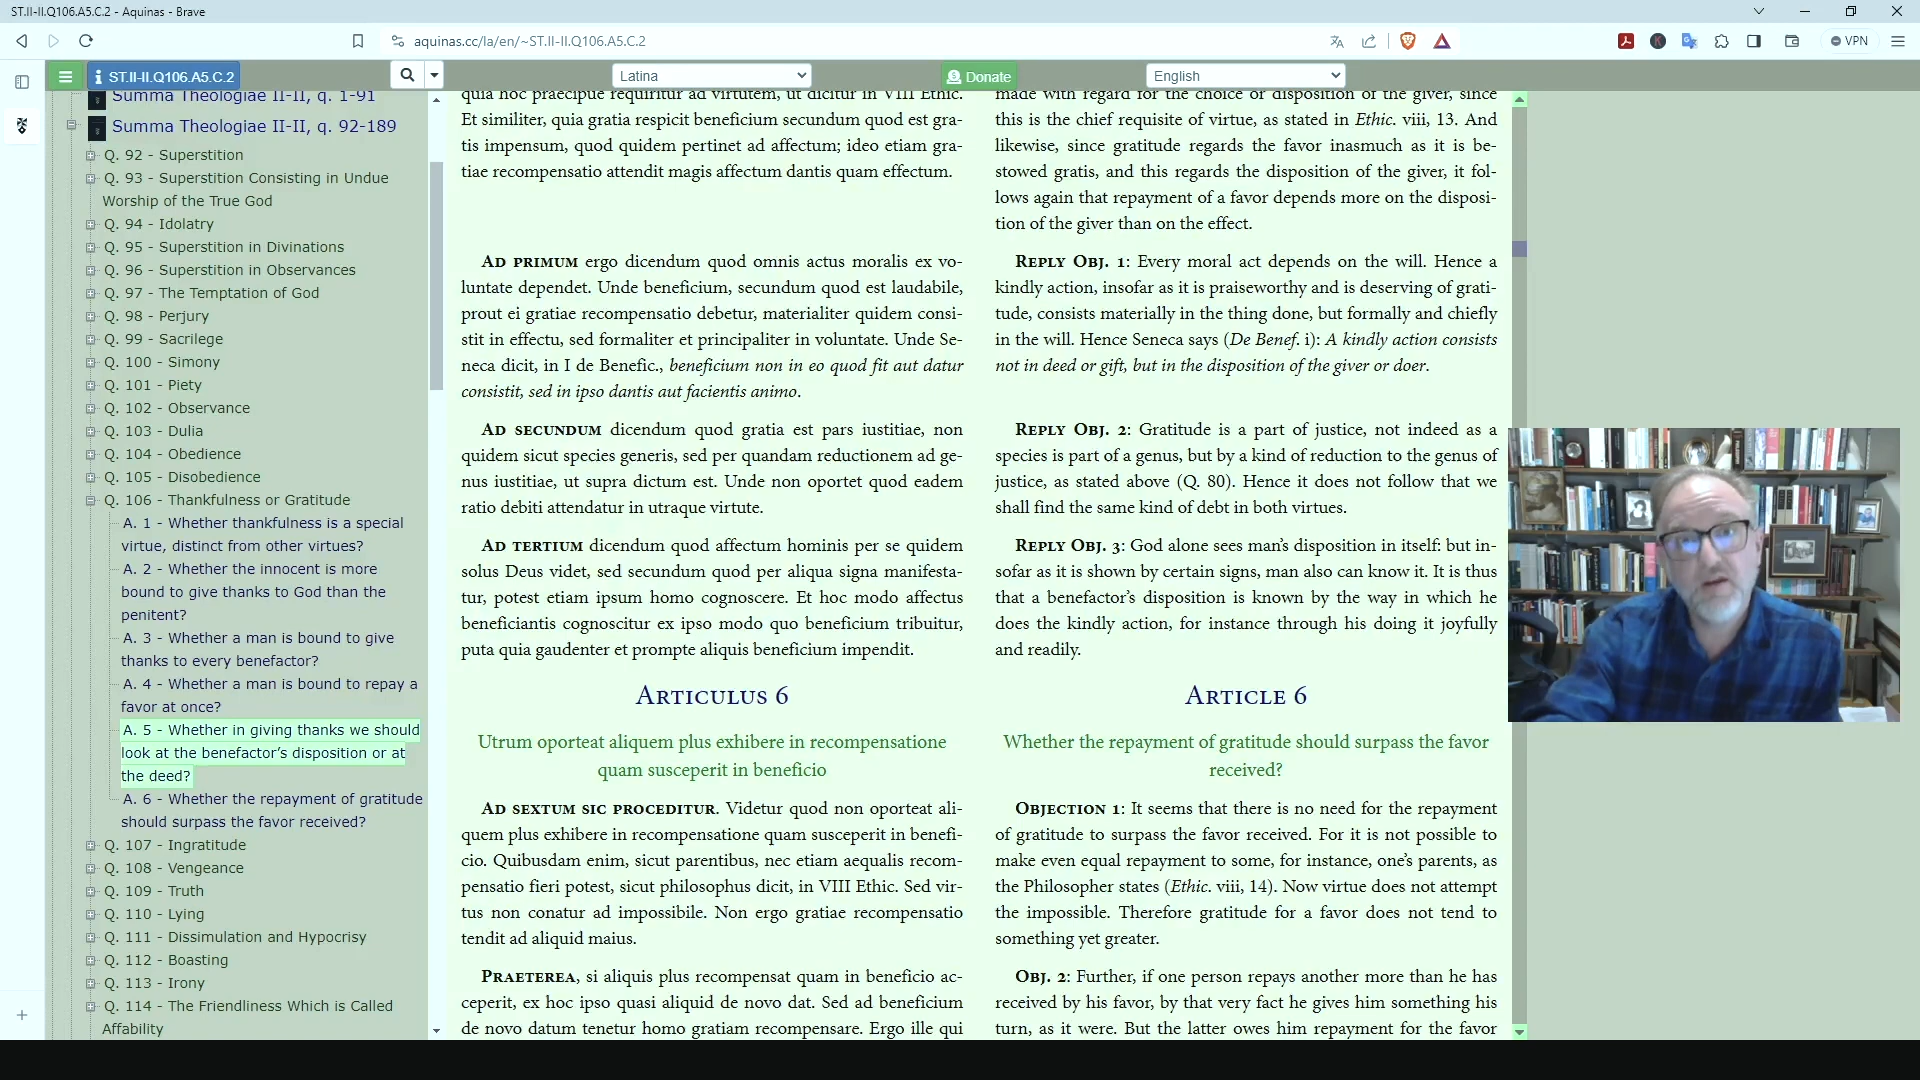 ST.II-II.Q106.A5.C.2 - Aquinas - Brave
aquinas.cc/la/en/~ST.II-II.Q106.A5.C.2
VPN
ST.II-II.Q106.A5.C.2
Latina
Donate
English
Summa Theologiae II-II, q. 1-91
Summa Theologiae II-II, q. 92-189
Q. 92 - Superstition
Q. 93 - Superstition Consisting in Undue
Worship of the True God
Q. 94 - Idolatry
Q. 95 - Superstition in Divinations
Q. 96 - Superstition in Observances
Q. 97 - The Temptation of God
Q. 98 - Perjury
Q. 99 - Sacrilege
Q. 100 - Simony
Q. 101 - Piety
Q. 102 - Observance
Q. 103 - Dulia
Q. 104 - Obedience
Q. 105 - Disobedience
Q. 106 - Thankfulness or Gratitude
A. 1 - Whether thankfulness is a special
virtue, distinct from other virtues?
A. 2 - Whether the innocent is more
bound to give thanks to God than the
penitent?
A. 3 - Whether a man is bound to give
thanks to every benefactor?
A. 4 - Whether a man is bound to repay a
favor at once?
A. 5 - Whether in giving thanks we should
look at the benefactor's disposition or at
the deed?
A. 6 - Whether the repayment of gratitude
should surpass the favor received?
Q. 107 - Ingratitude
Q. 108 - Vengeance
Q. 109 - Truth
Q. 110 - Lying
Q. 111 - Dissimulation and Hypocrisy
Q. 112 - Boasting
Q. 113 - Irony
Q. 114 - The Friendliness Which is Called
Affability
quia hoc praecipue requiritur ad virtutem, ut dicitur in VIII Ethic.
Et similiter, quia gratia respicit beneficium secundum quod est gra-
tis impensum, quod quidem pertinet ad affectum; ideo etiam gra-
tiae recompensatio attendit magis affectum dantis quam effectum.
AD PRIMUM ergo dicendum quod omnis actus moralis ex vo-
luntate dependet. Unde beneficium, secundum quod est laudabile,
prout ei gratiae recompensatio debetur, materialiter quidem consi-
stit in effectu, sed formaliter et principaliter in voluntate. Unde Se-
neca dicit, in I de Benefic., beneficium non in eo quod fit aut datur
consistit, sed in ipso dantis aut facientis animo.
AD SECUNDUM dicendum quod gratia est pars iustitiae, non
quidem sicut species generis, sed per quandam reductionem ad ge-
nus iustitiae, ut supra dictum est. Unde non oportet quod eadem
ratio debiti attendatur in utraque virtute.
AD TERTIUM dicendum quod affectum hominis per se quidem
solus Deus videt, sed secundum quod per aliqua signa manifesta-
tur, potest etiam ipsum homo cognoscere. Et hoc modo affectus
beneficiantis cognoscitur ex ipso modo quo beneficium tribuitur,
puta quia gaudenter et prompte aliquis beneficium impendit.
ARTICULUS 6
Utrum oporteat aliquem plus exhibere in recompensatione
quam susceperit in beneficio
AD SEXTUM SIC PROCEDITUR. Videtur quod non oporteat ali-
quem plus exhibere in recompensatione quam susceperit in benefi-
cio. Quibusdam enim, sicut parentibus, nec etiam aequalis recom-
pensatio fieri potest, sicut philosophus dicit, in VIII Ethic. Sed vir-
tus non conatur ad impossibile. Non ergo gratiae recompensatio
tendit ad aliquid maius.
PRAETEREA, si aliquis plus recompensat quam in beneficio ac-
ceperit, ex hoc ipso quasi aliquid de novo dat. Sed ad beneficium
de novo datum tenetur homo gratiam recompensare. Ergo ille qui
made with regard for the choice or disposition of the giver, since
this is the chief requisite of virtue, as stated in Ethic. viii, 13. And
likewise, since gratitude regards the favor inasmuch as it is be-
stowed gratis, and this regards the disposition of the giver, it fol-
lows again that repayment of a favor depends more on the disposi-
tion of the giver than on the effect.
REPLY OBJ. 1: Every moral act depends on the will. Hence a
kindly action, insofar as it is praiseworthy and is deserving of grati-
tude, consists materially in the thing done, but formally and chiefly
in the will. Hence Seneca says (De Benef. i): A kindly action consists
not in deed or gift, but in the disposition of the giver or doer.
REPLY OBJ. 2: Gratitude is a part of justice, not indeed as a
species is part of a genus, but by a kind of reduction to the genus of
justice, as stated above (Q. 80). Hence it does not follow that we
shall find the same kind of debt in both virtues.
REPLY OBJ. 3: God alone sees man's disposition in itself: but in-
sofar as it is shown by certain signs, man also can know it. It is thus
that a benefactor's disposition is known by the way in which he
does the kindly action, for instance through his doing it joyfully
and readily.
ARTICLE 6
Whether the repayment of gratitude should surpass the favor
received?
OBJECTION 1: It seems that there is no need for the repayment
of gratitude to surpass the favor received. For it is not possible to
make even equal repayment to some, for instance, one's parents, as
the Philosopher states (Ethic. viii, 14). Now virtue does not attempt
the impossible. Therefore gratitude for a favor does not tend to
something yet greater.
OBJ. 2: Further, if one person repays another more than he has
received by his favor, by that very fact he gives him something his
turn, as it were. But the latter owes him repayment for the favor